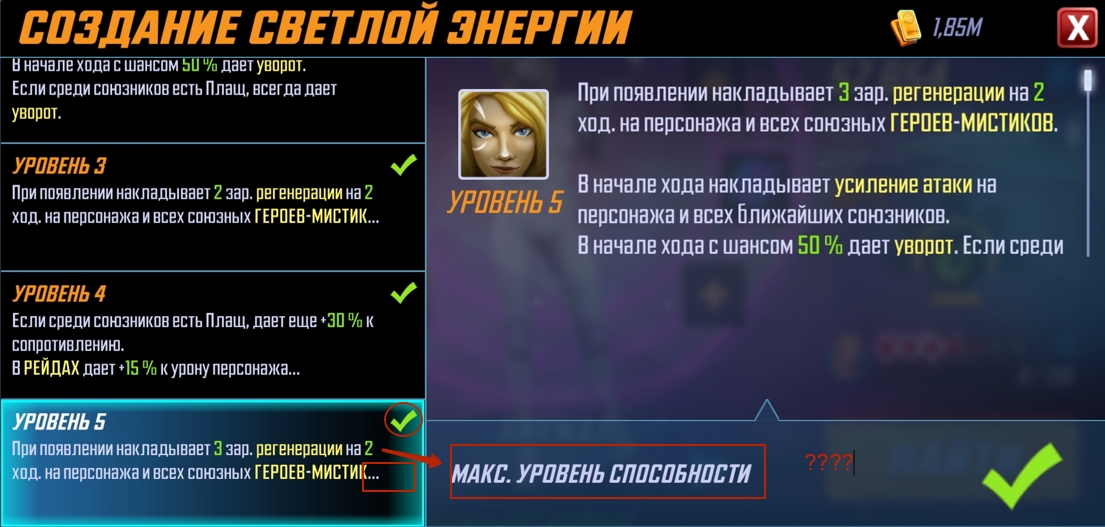 СОЗДАНИЕ СВЕТЛОЙ ЭНЕРГИИ
1,85M
X
В начале хода с шансом 50 % дает уворот.
Если среди союзников есть Плащ, всегда дает
уворот.
УРОВЕНЬ 3
При появлении накладывает 2 зар. регенерации на 2
ход. на персонажа и всех союзных ГЕРОЕВ-МИСТИК...
УРОВЕНЬ 4
Если среди союзников есть Плащ, дает еще +30 % к
сопротивлению.
В РЕЙДАХ дает +15 % к урону персонажа...
УРОВЕНЬ 5
При появлении накладывает 3 зар. регенерации на 2
ход. на персонажа и всех союзных ГЕРОЕВ-МИСТИК...
УРОВЕНЬ 5
При появлении накладывает 3 зар. регенерации на 2
ход. на персонажа и всех союзных ГЕРОЕВ-МИСТИКОВ.
В начале хода накладывает усиление атаки на
персонажа и всех ближайших союзников.
В начале хода с шансом 50 % дает уворот. Если среди
МАКС. УРОВЕНЬ СПОСОБНОСТИ
????